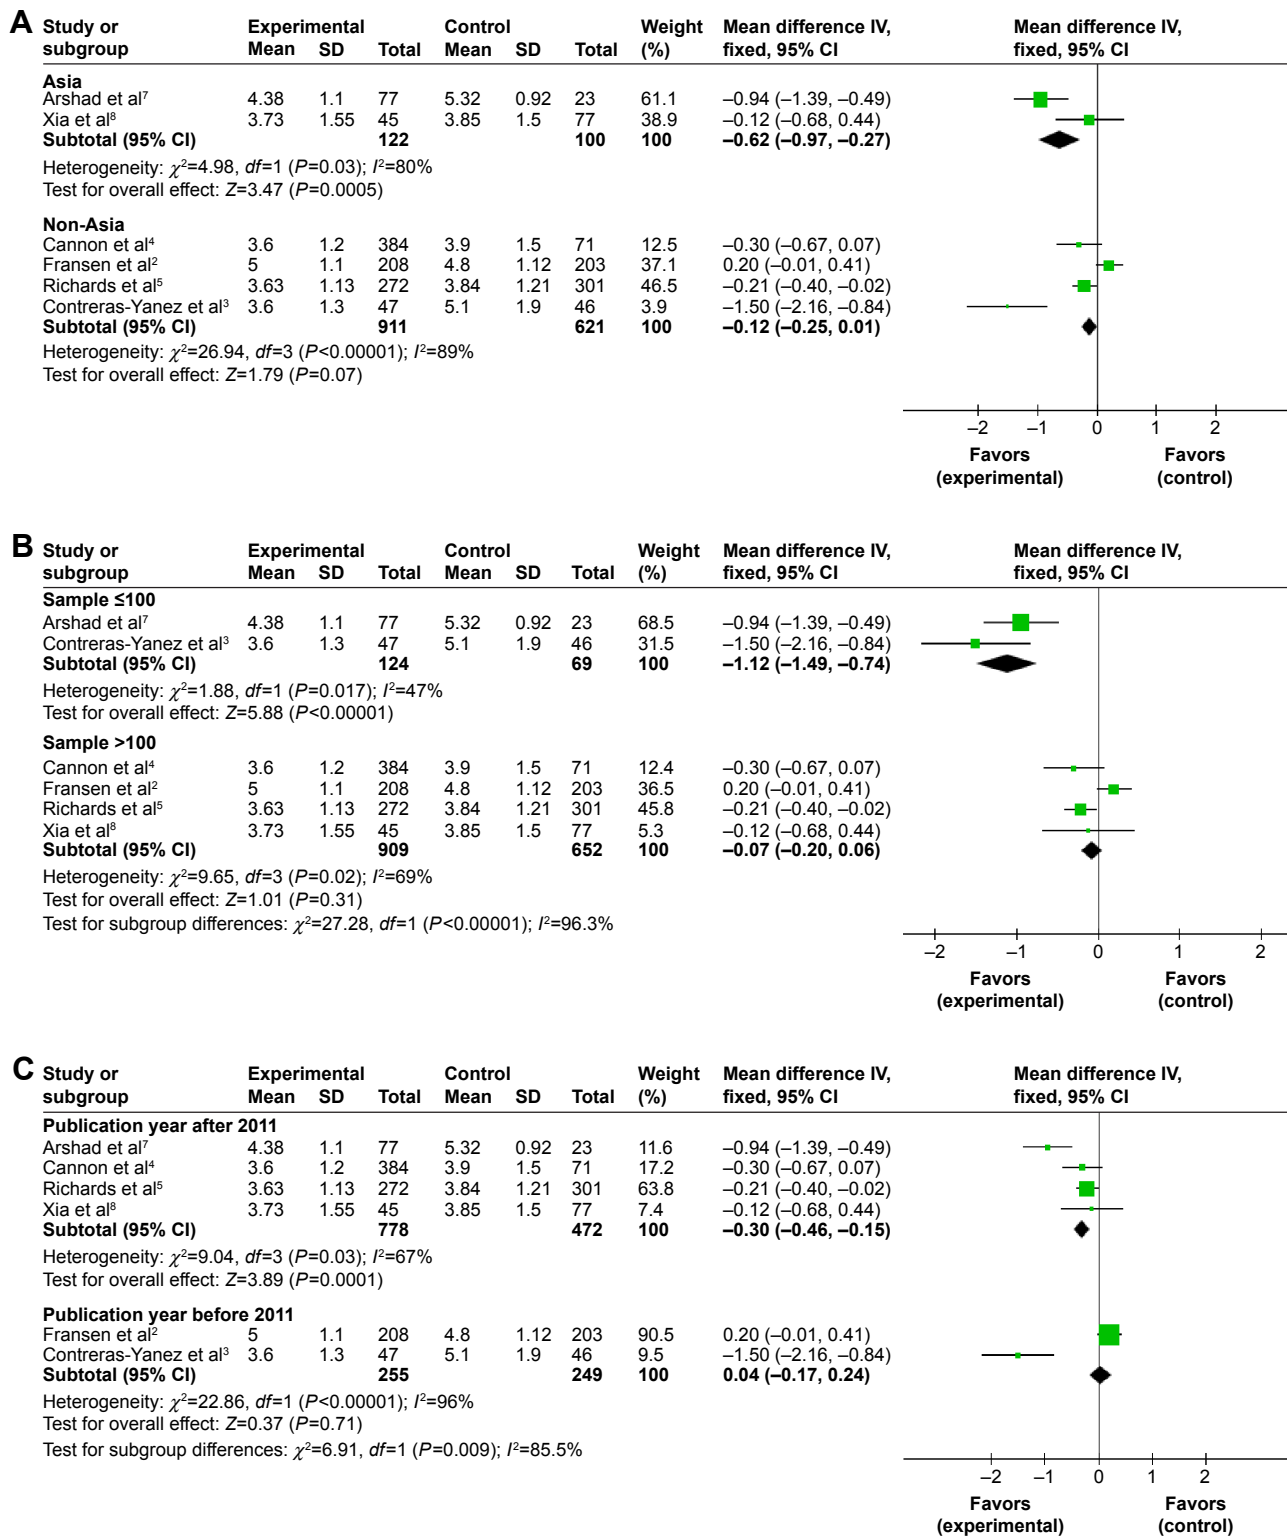 A Study or subgroup Experimental Control Weight (%) Mean difference IV, fixed, 95% CI Mean difference IV, fixed, 95% CI
Mean SD Total Mean SD Total
Asia
Arshad et al⁷ 4.38 1.1 77 5.32 0.92 23 61.1 –0.94 (–1.39, –0.49)
Xia et al⁸ 3.73 1.55 45 3.85 1.5 77 38.9 –0.12 (–0.68, 0.44)
Subtotal (95% CI) 122 100 100 –0.62 (–0.97, –0.27)
Heterogeneity: χ²=4.98, df=1 (P=0.03); I²=80%
Test for overall effect: Z=3.47 (P=0.0005)
Non-Asia
Cannon et al⁴ 3.6 1.2 384 3.9 1.5 71 12.5 –0.30 (–0.67, 0.07)
Fransen et al² 5 1.1 208 4.8 1.12 203 37.1 0.20 (–0.01, 0.41)
Richards et al⁵ 3.63 1.13 272 3.84 1.21 301 46.5 –0.21 (–0.40, –0.02)
Contreras-Yanez et al³ 3.6 1.3 47 5.1 1.9 46 3.9 –1.50 (–2.16, –0.84)
Subtotal (95% CI) 911 621 100 –0.12 (–0.25, 0.01)
Heterogeneity: χ²=26.94, df=3 (P<0.00001); I²=89%
Test for overall effect: Z=1.79 (P=0.07)
–2 –1 0 1 2
Favors (experimental) Favors (control)
B Study or subgroup Experimental Control Weight (%) Mean difference IV, fixed, 95% CI Mean difference IV, fixed, 95% CI
Mean SD Total Mean SD Total
Sample ≤100
Arshad et al⁷ 4.38 1.1 77 5.32 0.92 23 68.5 –0.94 (–1.39, –0.49)
Contreras-Yanez et al³ 3.6 1.3 47 5.1 1.9 46 31.5 –1.50 (–2.16, –0.84)
Subtotal (95% CI) 124 69 100 –1.12 (–1.49, –0.74)
Heterogeneity: χ²=1.88, df=1 (P=0.017); I²=47%
Test for overall effect: Z=5.88 (P<0.00001)
Sample >100
Cannon et al⁴ 3.6 1.2 384 3.9 1.5 71 12.4 –0.30 (–0.67, 0.07)
Fransen et al² 5 1.1 208 4.8 1.12 203 36.5 0.20 (–0.01, 0.41)
Richards et al⁵ 3.63 1.13 272 3.84 1.21 301 45.8 –0.21 (–0.40, –0.02)
Xia et al⁸ 3.73 1.55 45 3.85 1.5 77 5.3 –0.12 (–0.68, 0.44)
Subtotal (95% CI) 909 652 100 –0.07 (–0.20, 0.06)
Heterogeneity: χ²=9.65, df=3 (P=0.02); I²=69%
Test for overall effect: Z=1.01 (P=0.31)
Test for subgroup differences: χ²=27.28, df=1 (P<0.00001); I²=96.3%
–2 –1 0 1 2
Favors (experimental) Favors (control)
C Study or subgroup Experimental Control Weight (%) Mean difference IV, fixed, 95% CI Mean difference IV, fixed, 95% CI
Mean SD Total Mean SD Total
Publication year after 2011
Arshad et al⁷ 4.38 1.1 77 5.32 0.92 23 11.6 –0.94 (–1.39, –0.49)
Cannon et al⁴ 3.6 1.2 384 3.9 1.5 71 17.2 –0.30 (–0.67, 0.07)
Richards et al⁵ 3.63 1.13 272 3.84 1.21 301 63.8 –0.21 (–0.40, –0.02)
Xia et al⁸ 3.73 1.55 45 3.85 1.5 77 7.4 –0.12 (–0.68, 0.44)
Subtotal (95% CI) 778 472 100 –0.30 (–0.46, –0.15)
Heterogeneity: χ²=9.04, df=3 (P=0.03); I²=67%
Test for overall effect: Z=3.89 (P=0.0001)
Publication year before 2011
Fransen et al² 5 1.1 208 4.8 1.12 203 90.5 0.20 (–0.01, 0.41)
Contreras-Yanez et al³ 3.6 1.3 47 5.1 1.9 46 9.5 –1.50 (–2.16, –0.84)
Subtotal (95% CI) 255 249 100 0.04 (–0.17, 0.24)
Heterogeneity: χ²=22.86, df=1 (P<0.00001); I²=96%
Test for overall effect: Z=0.37 (P=0.71)
Test for subgroup differences: χ²=6.91, df=1 (P=0.009); I²=85.5%
–2 –1 0 1 2
Favors (experimental) Favors (control)